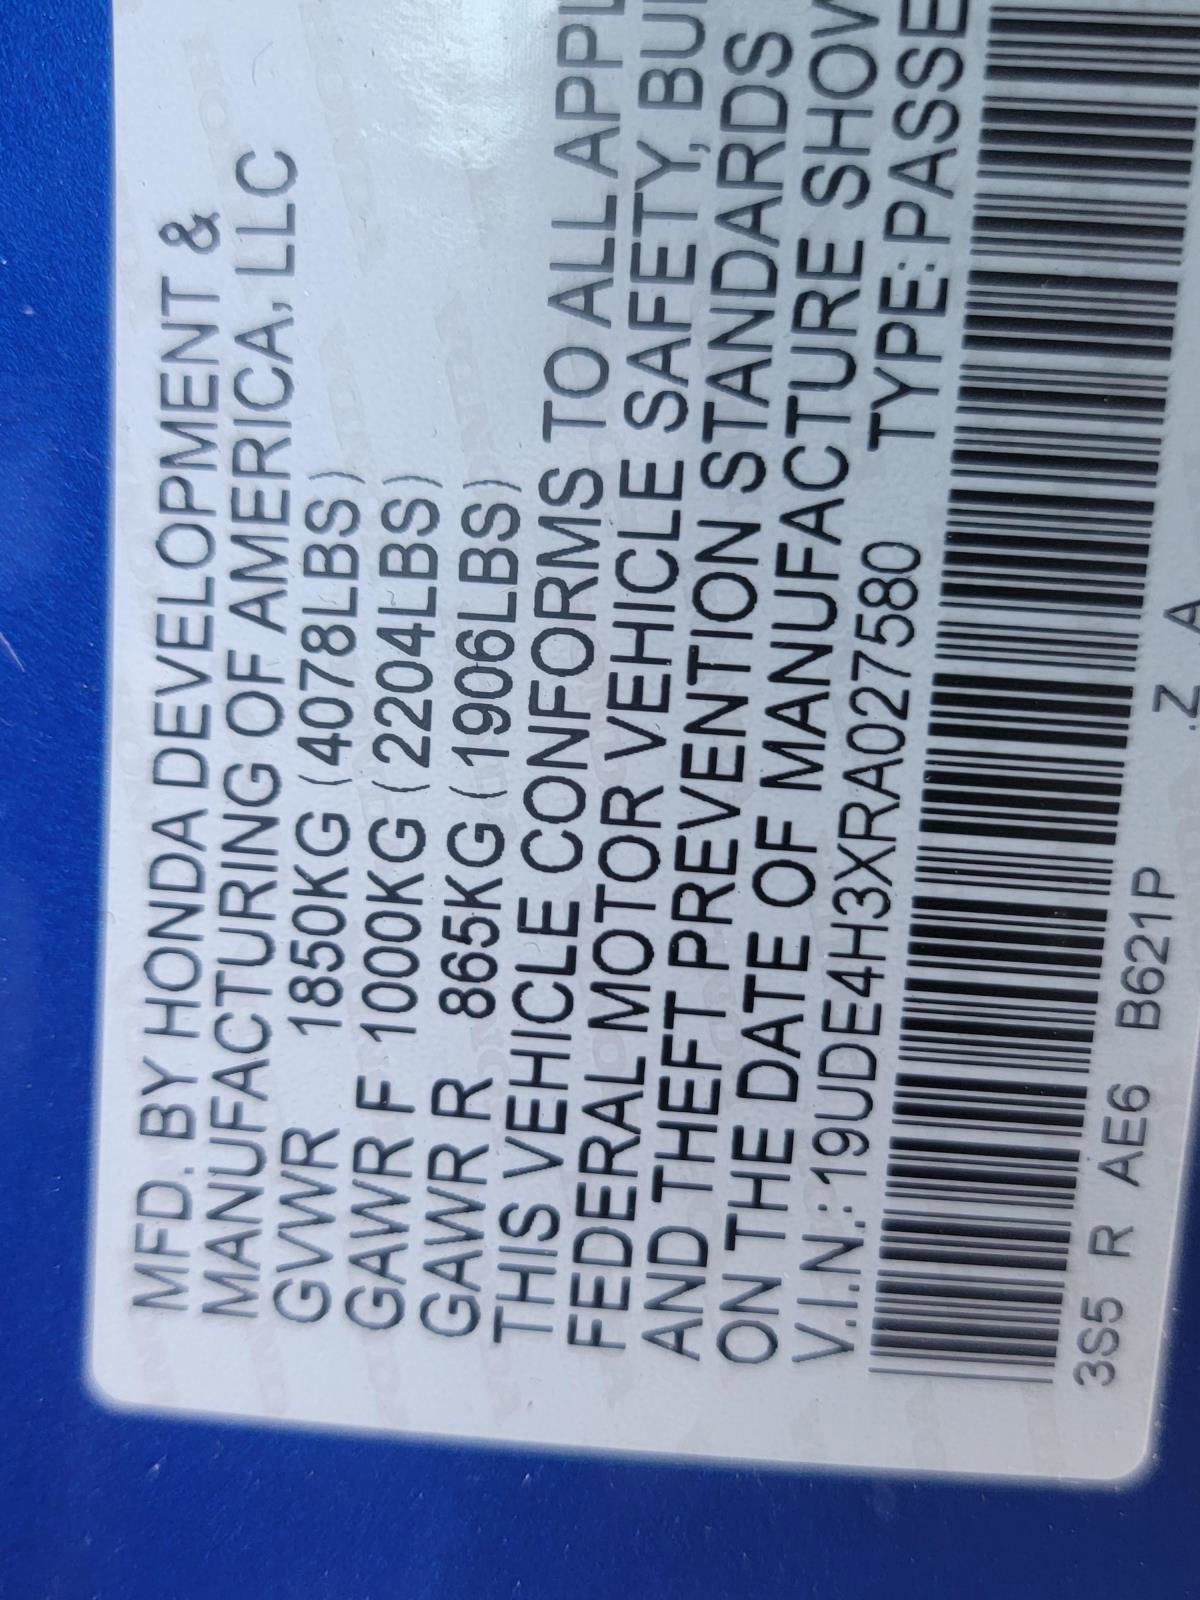 MFD. BY HONDA DEVELOPMENT &
MANUFACTURING OF AMERICA, LLC
GVWR 1850KG (4078LBS)
GAWR F 1000KG (2204LBS)
GAWR R 865KG (1906LBS)
THIS VEHICLE CONFORMS TO ALL APPL
FEDERAL MOTOR VEHICLE SAFETY, BU
AND THEFT PREVENTION STANDARDS
ON THE DATE OF MANUFACTURE SHOW
V.I.N.: 19UDE4H3XRA027580 TYPE: PASSE
3S5 R AE6 B621P
Z A